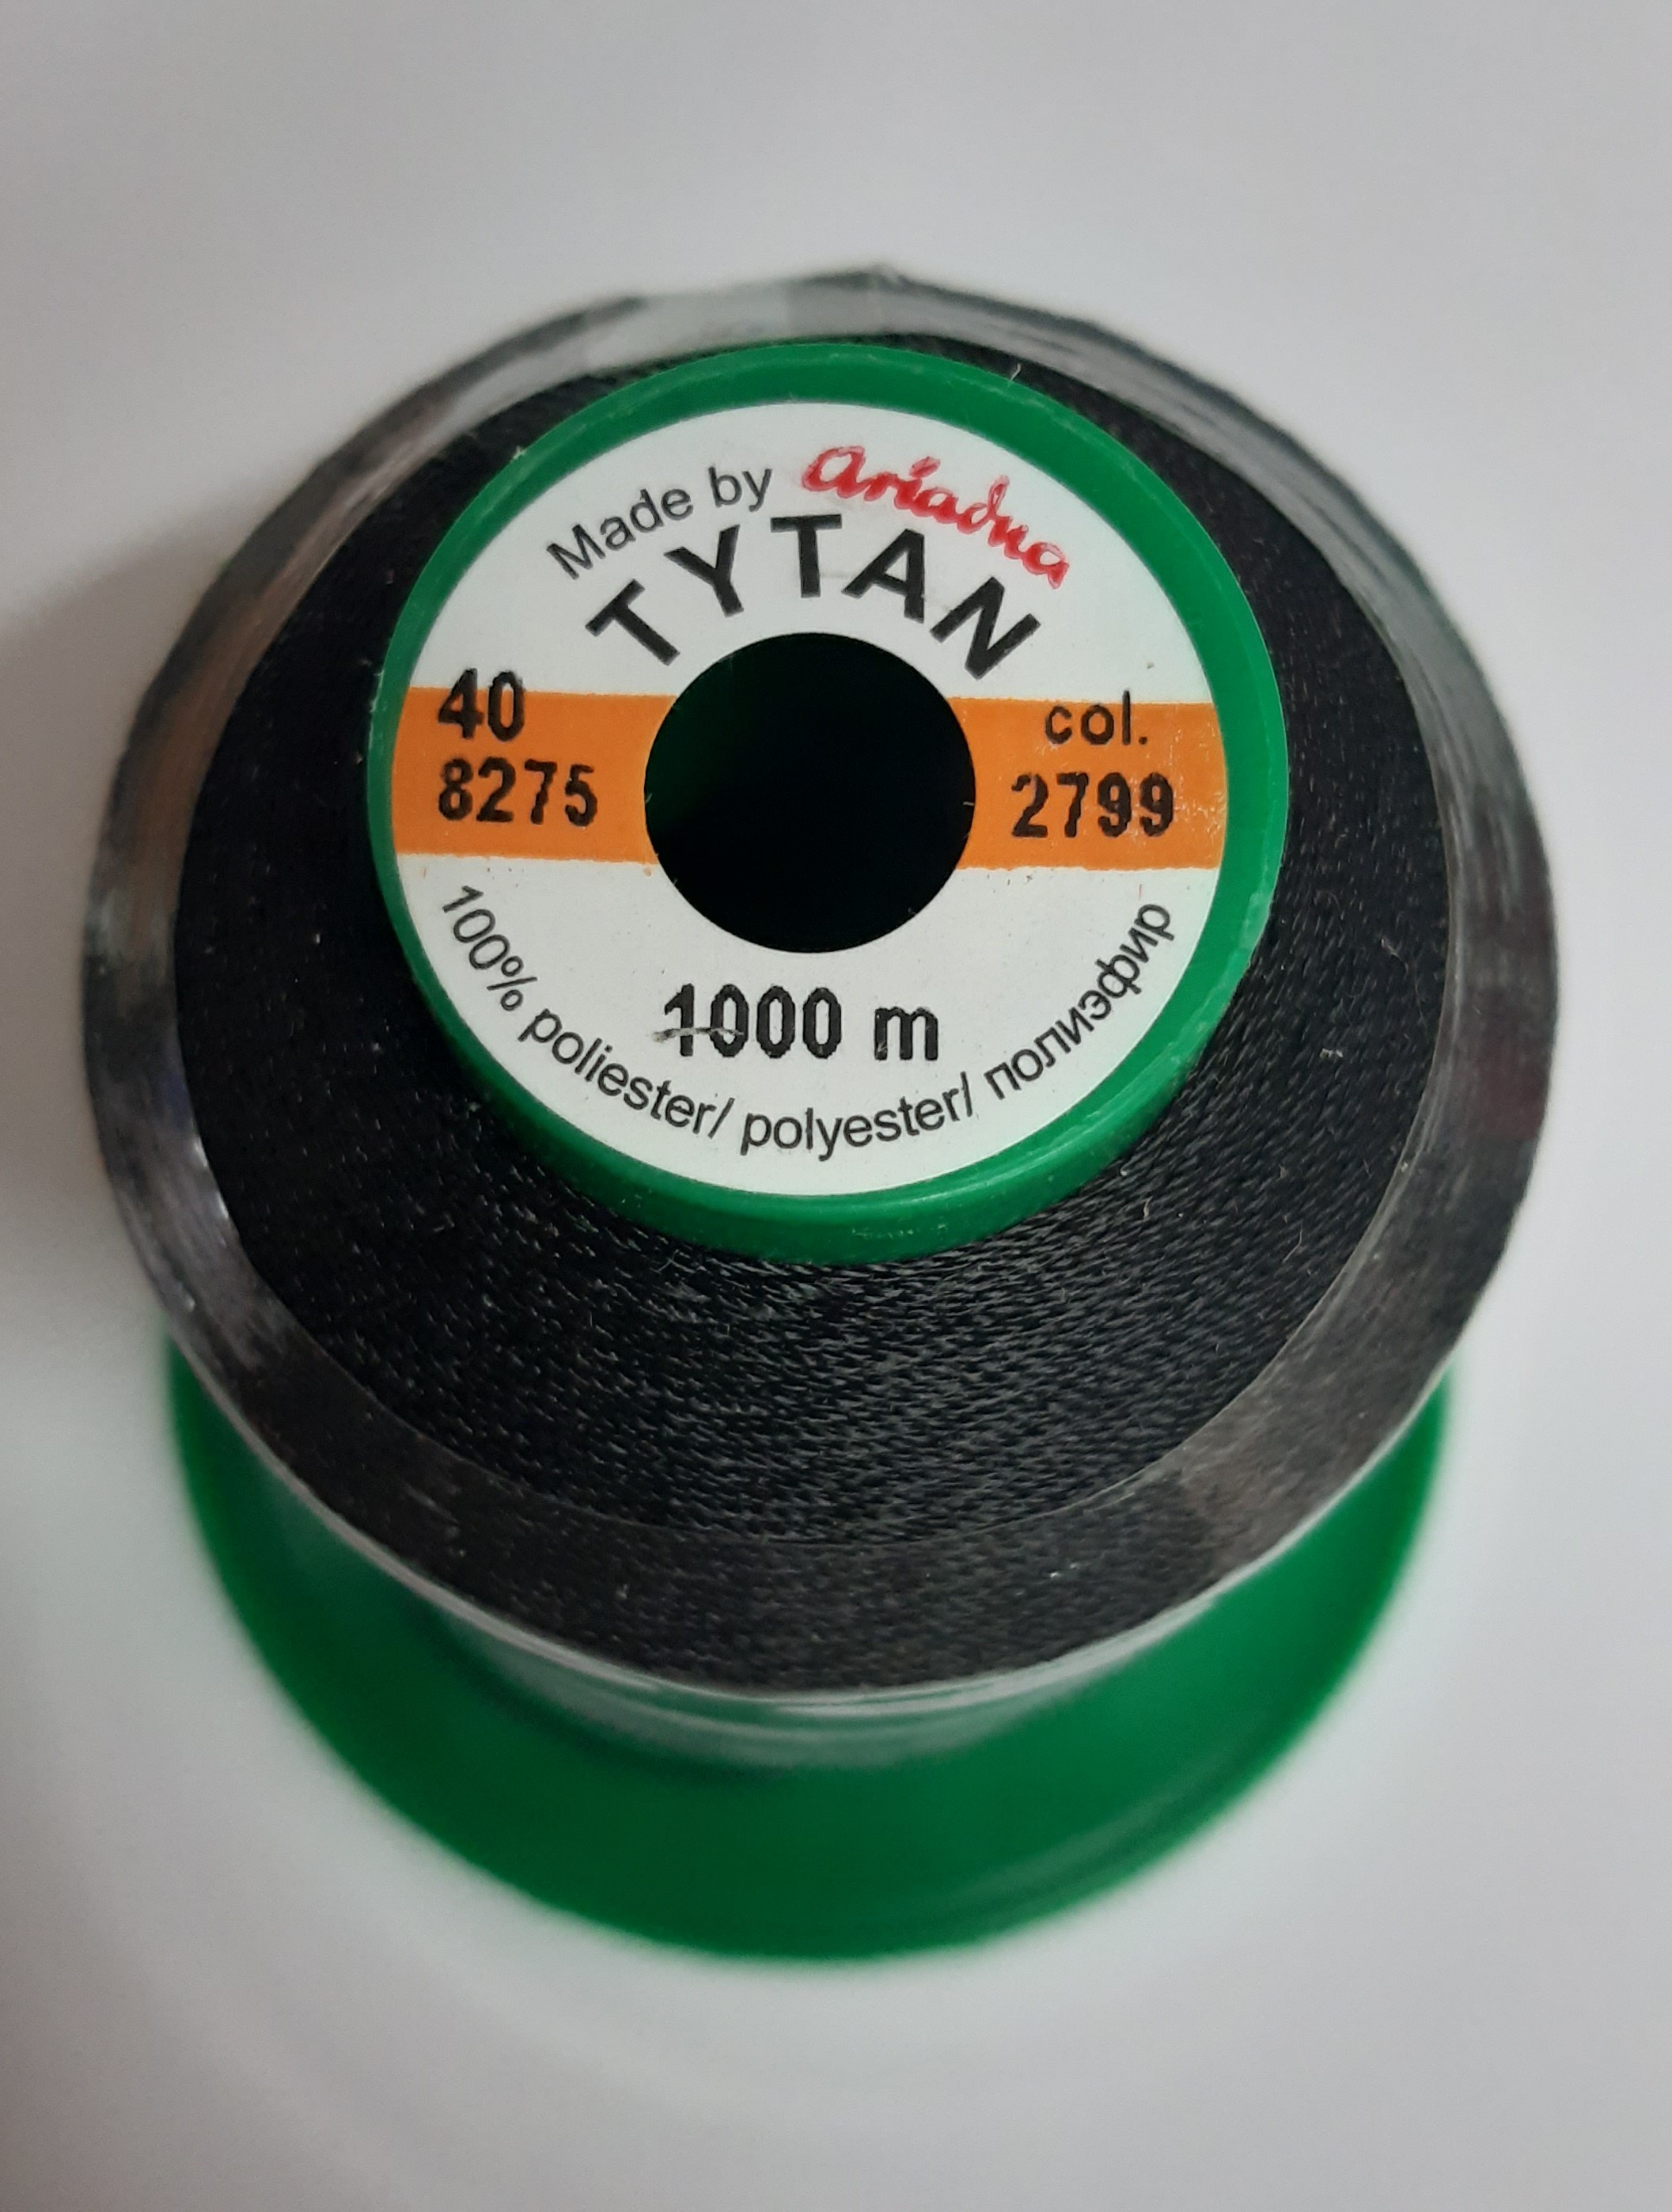 Made by Ariadna
TYTAN
40
8275
col.
2799
1000 m
100% poliester/ polyester/ полиэфир